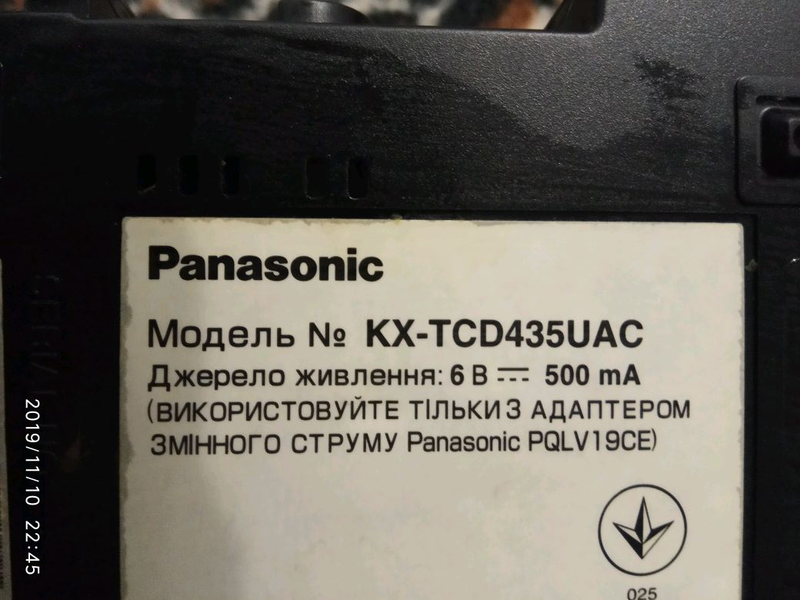 Panasonic
Модель № KX-TCD435UAC
Джерело живлення: 6 В ⎓ 500 mA
(ВИКОРИСТОВУЙТЕ ТІЛЬКИ З АДАПТЕРОМ
ЗМІННОГО СТРУМУ Panasonic PQLV19CE)
025
2019/11/10 22:45